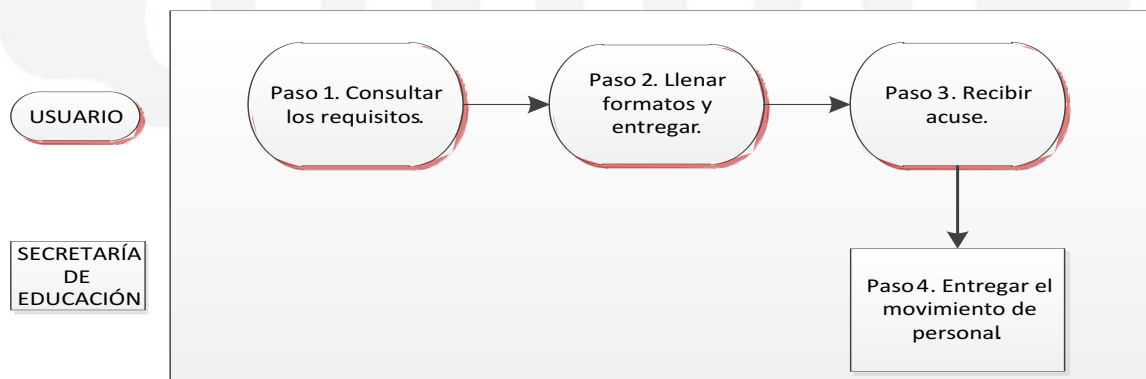 USUARIO
Paso 1. Consultar
los requisitos.
Paso 2. Llenar
formatos y
entregar.
Paso 3. Recibir
acuse.
SECRETARÍA
DE
EDUCACIÓN
Paso4. Entregar el
movimiento de
personal.